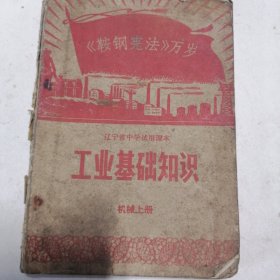 《鞍钢宪法》万岁
辽宁省中学试用课本
工业基础知识
机械上册